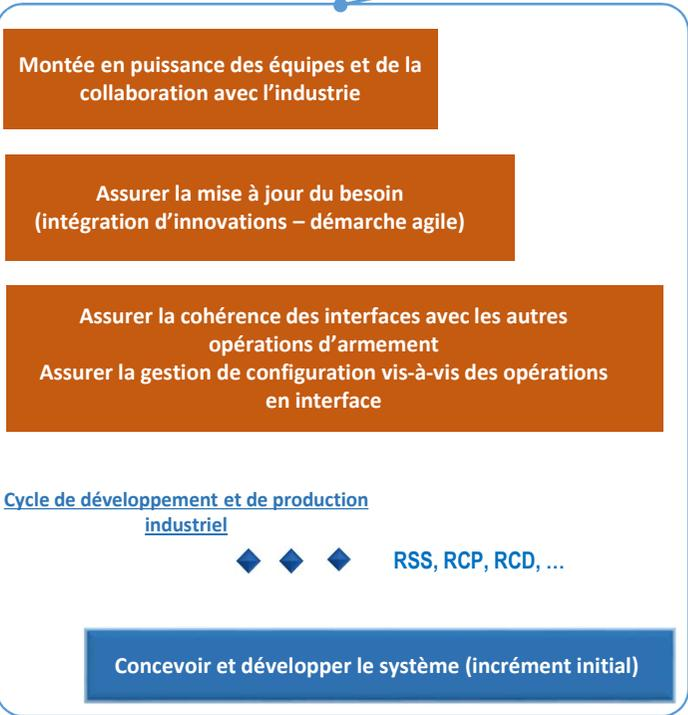 Montée en puissance des équipes et de la
collaboration avec l’industrie
Assurer la mise à jour du besoin
(intégration d’innovations – démarche agile)
Assurer la cohérence des interfaces avec les autres
opérations d’armement
Assurer la gestion de configuration vis-à-vis des opérations
en interface
Cycle de développement et de production
industriel
RSS, RCP, RCD, …
Concevoir et développer le système (incrément initial)